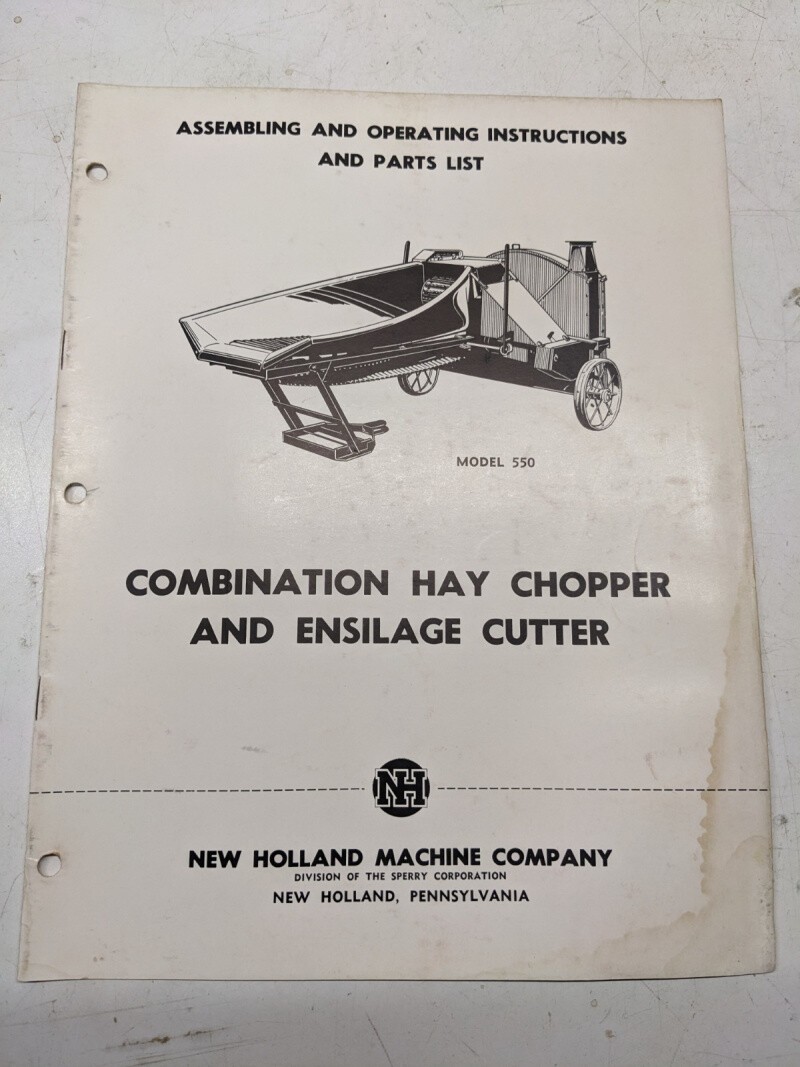 ASSEMBLING AND OPERATING INSTRUCTIONS
AND PARTS LIST
MODEL 550
COMBINATION HAY CHOPPER
AND ENSILAGE CUTTER
NH
NEW HOLLAND MACHINE COMPANY
DIVISION OF THE SPERRY CORPORATION
NEW HOLLAND, PENNSYLVANIA